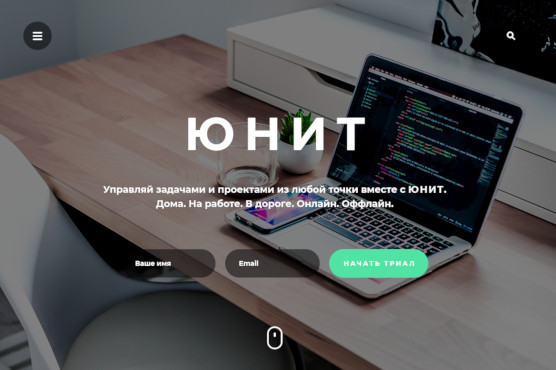 ЮНИТ
Управляй задачами и проектами из любой точки вместе с ЮНИТ.
Дома. На работе. В дороге. Онлайн. Оффлайн.
Ваше имя
Email
НАЧАТЬ ТРИАЛ